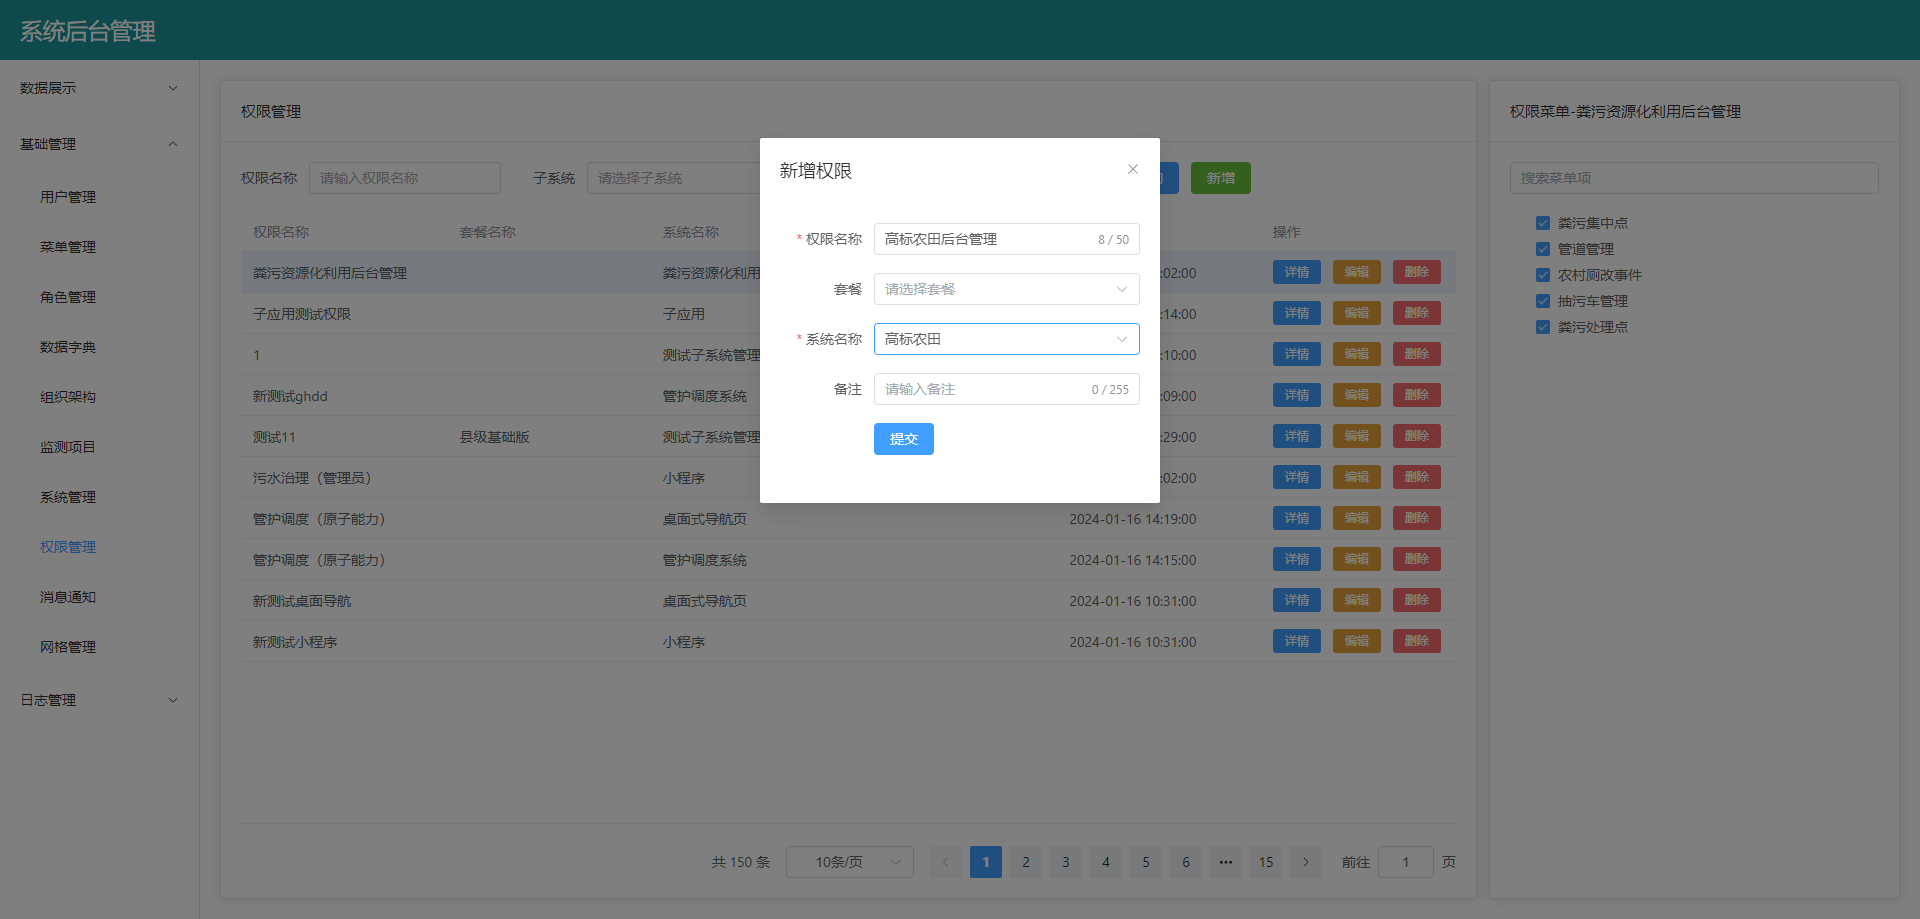 系统后台管理
数据展示
基础管理
用户管理
菜单管理
角色管理
数据字典
组织架构
监测项目
系统管理
权限管理
消息通知
网格管理
日志管理
权限管理
权限名称 请输入权限名称 子系统 请选择子系统 新增
权限名称 套餐名称 系统名称 操作
粪污资源化利用后台管理 粪污资源化利用 :02:00 详情 编辑 删除
子应用测试权限 子应用 :14:00 详情 编辑 删除
1 测试子系统管理 :10:00 详情 编辑 删除
新测试ghdd 管护调度系统 :09:00 详情 编辑 删除
测试11 县级基础版 测试子系统管理 :29:00 详情 编辑 删除
污水治理（管理员） 小程序 :02:00 详情 编辑 删除
管护调度（原子能力） 桌面式导航页 2024-01-16 14:19:00 详情 编辑 删除
管护调度（原子能力） 管护调度系统 2024-01-16 14:15:00 详情 编辑 删除
新测试桌面导航 桌面式导航页 2024-01-16 10:31:00 详情 编辑 删除
新测试小程序 小程序 2024-01-16 10:31:00 详情 编辑 删除
共 150 条 10条/页 1 2 3 4 5 6 ••• 15 前往 1 页
新增权限
* 权限名称 高标农田后台管理 8 / 50
套餐 请选择套餐
* 系统名称 高标农田
备注 请输入备注 0 / 255
提交
权限菜单-粪污资源化利用后台管理
搜索菜单项
粪污集中点
管道管理
农村厕改事件
抽污车管理
粪污处理点